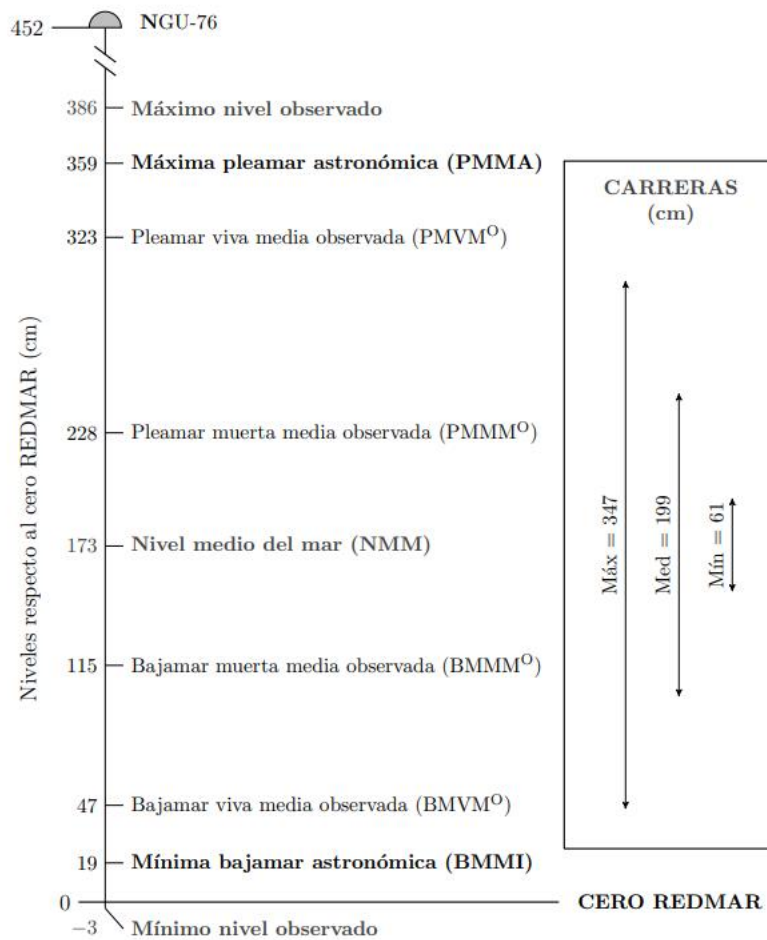 452 NGU-76
386 Máximo nivel observado
359 Máxima pleamar astronómica (PMMA)
CARRERAS
(cm)
323 Pleamar viva media observada (PMVMᴼ)
228 Pleamar muerta media observada (PMMMᴼ)
173 Nivel medio del mar (NMM)
115 Bajamar muerta media observada (BMMMᴼ)
47 Bajamar viva media observada (BMVMᴼ)
19 Mínima bajamar astronómica (BMMI)
0 CERO REDMAR
−3 Mínimo nivel observado
Niveles respecto al cero REDMAR (cm)
Máx = 347
Med = 199
Mín = 61